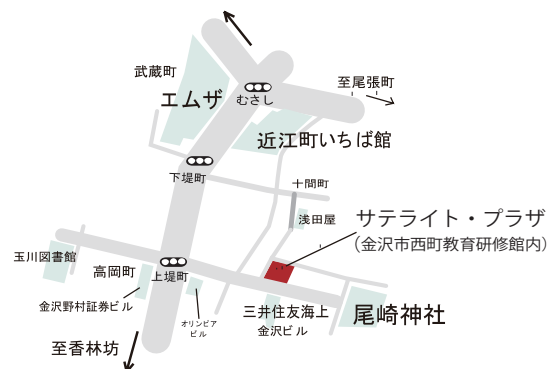 武蔵町
エムザ
むさし
至尾張町
近江町いちば館
下堤町
十間町
浅田屋
サテライト・プラザ
(金沢市西町教育研修館内)
玉川図書館
高岡町
上堤町
金沢野村証券ビル
オリンピア
ビル
三井住友海上
金沢ビル
尾崎神社
至香林坊